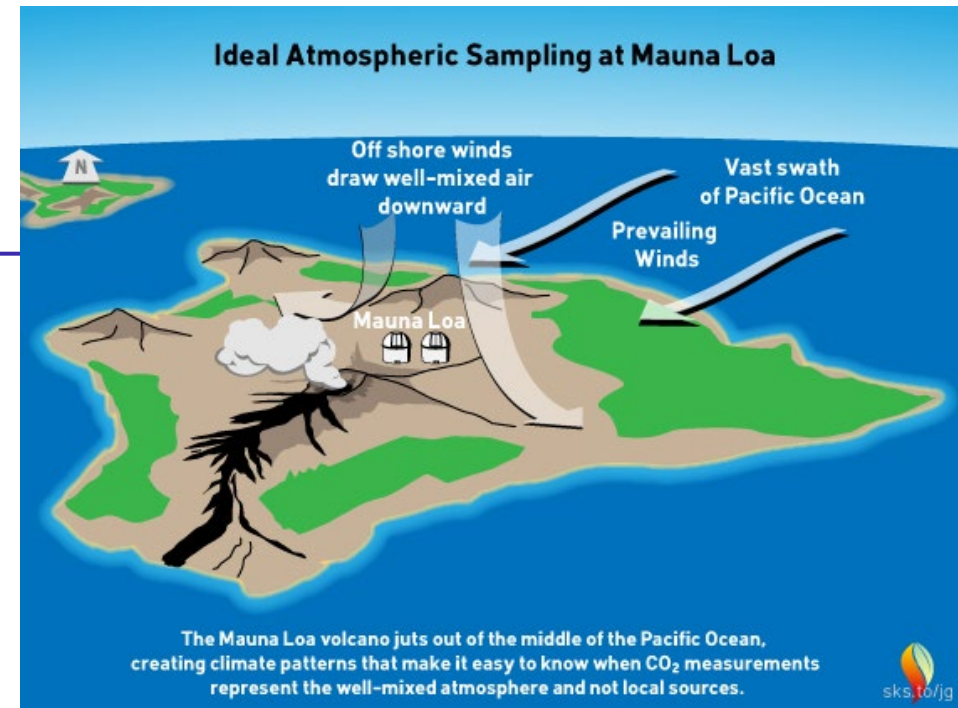 Ideal Atmospheric Sampling at Mauna Loa
N
Off shore winds
draw well-mixed air
downward
Vast swath
of Pacific Ocean
Prevailing
Winds
Mauna Loa
The Mauna Loa volcano juts out of the middle of the Pacific Ocean,
creating climate patterns that make it easy to know when CO₂ measurements
represent the well-mixed atmosphere and not local sources.
sks.to/jg